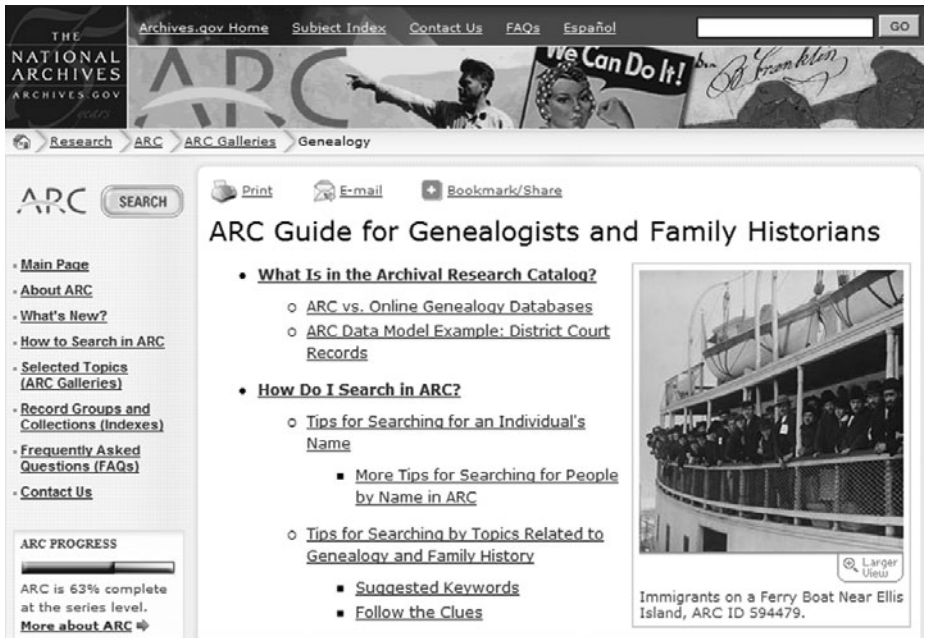 THE
NATIONAL
ARCHIVES
ARCHIVES.GOV
years
Archives.gov Home Subject Index Contact Us FAQs Español
GO
ARC
We Can Do It!
B Franklin
Research ARC ARC Galleries Genealogy
ARC SEARCH
Main Page
About ARC
What's New?
How to Search in ARC
Selected Topics
(ARC Galleries)
Record Groups and
Collections (Indexes)
Frequently Asked
Questions (FAQs)
Contact Us
ARC PROGRESS
ARC is 63% complete
at the series level.
More about ARC
Print E-mail Bookmark/Share
ARC Guide for Genealogists and Family Historians
• What Is in the Archival Research Catalog?
o ARC vs. Online Genealogy Databases
o ARC Data Model Example: District Court
Records
• How Do I Search in ARC?
o Tips for Searching for an Individual's
Name
▪ More Tips for Searching for People
by Name in ARC
o Tips for Searching by Topics Related to
Genealogy and Family History
▪ Suggested Keywords
▪ Follow the Clues
Larger
View
Immigrants on a Ferry Boat Near Ellis
Island, ARC ID 594479.